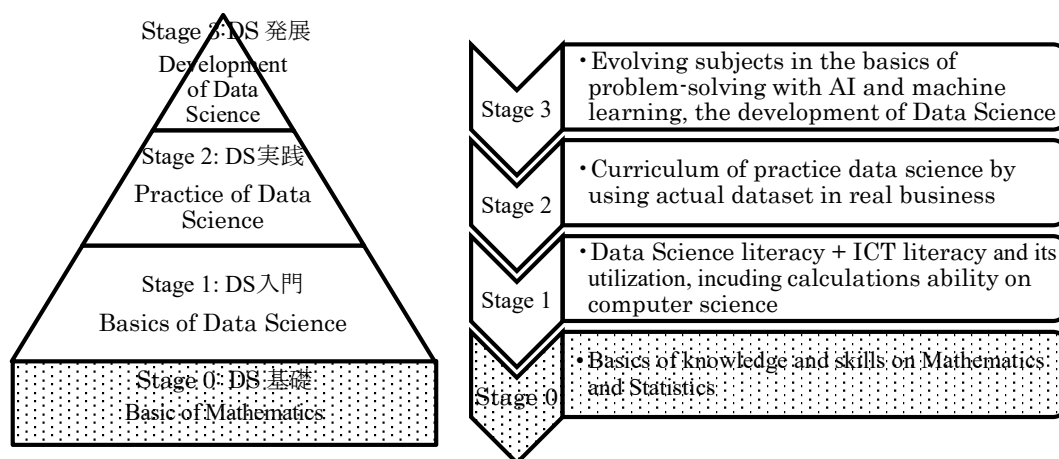 Stage 3:DS 発展
Development
of Data
Science
Stage 2: DS実践
Practice of Data
Science
Stage 1: DS入門
Basics of Data Science
Stage 0: DS 基礎
Basic of Mathematics
Stage 3
・Evolving subjects in the basics of
problem-solving with AI and machine
learning, the development of Data Science
Stage 2
・Curriculum of practice data science by
using actual dataset in real business
Stage 1
・Data Science literacy + ICT literacy and its
utilization, incuding calculations ability on
computer science
Stage 0
・Basics of knowledge and skills on Mathematics
and Statistics